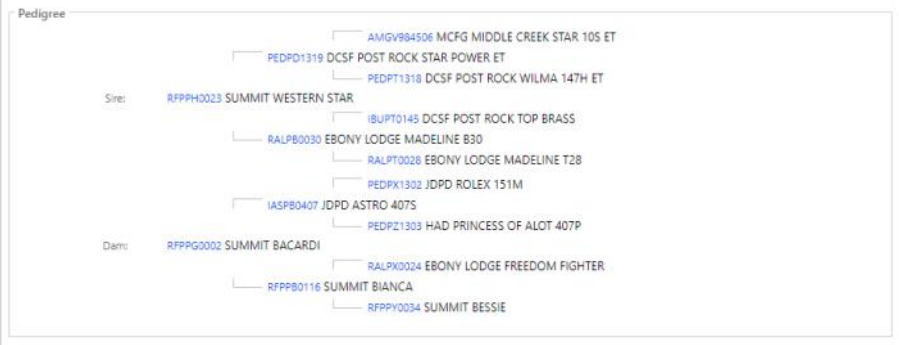 Pedigree
AMGV984506 MCFG MIDDLE CREEK STAR 10S ET
PEDPD1319 DCSF POST ROCK STAR POWER ET
PEDPT1318 DCSF POST ROCK WILMA 147H ET
Sire: RFPPH0023 SUMMIT WESTERN STAR
IBUPT0145 DCSF POST ROCK TOP BRASS
RALPB0030 EBONY LODGE MADELINE B30
RALPT0028 EBONY LODGE MADELINE T28
PEDPX1302 JDPD ROLEX 151M
IASPB0407 JDPD ASTRO 407S
PEDPZ1303 HAD PRINCESS OF ALOT 407P
Dam: RFPPG0002 SUMMIT BACARDI
RALPX0024 EBONY LODGE FREEDOM FIGHTER
RFPPB0116 SUMMIT BIANCA
RFPPY0034 SUMMIT BESSIE